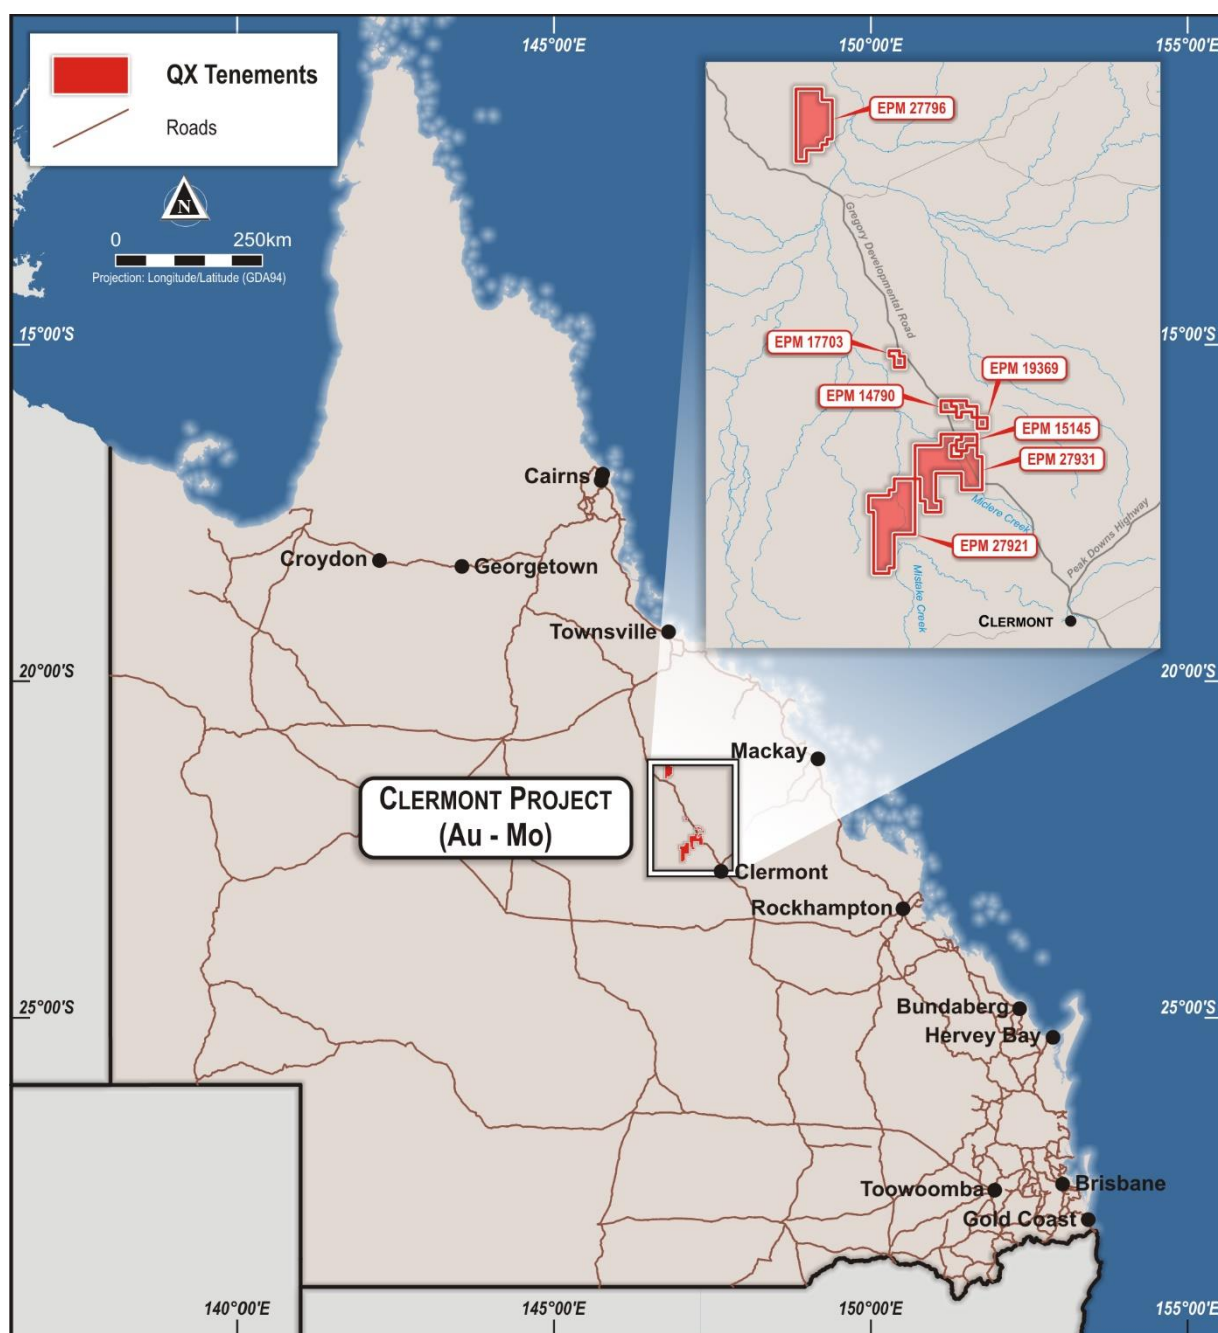 145°00'E
150°00'E
155°00'E
QX Tenements
Roads
N
0 250km
Projection: Longitude/Latitude (GDA94)
EPM 27796
Gregory Developmental Road
15°00'S
15°00'S
EPM 17703
EPM 19369
EPM 14790
EPM 15145
EPM 27931
Miclere Creek
Peak Downs Highway
EPM 27921
Mistake Creek
CLERMONT
Cairns
Croydon
Georgetown
Townsville
20°00'S
20°00'S
Mackay
CLERMONT PROJECT
(Au - Mo)
Clermont
Rockhampton
25°00'S
25°00'S
Bundaberg
Hervey Bay
Toowoomba
Brisbane
Gold Coast
140°00'E
145°00'E
150°00'E
155°00'E